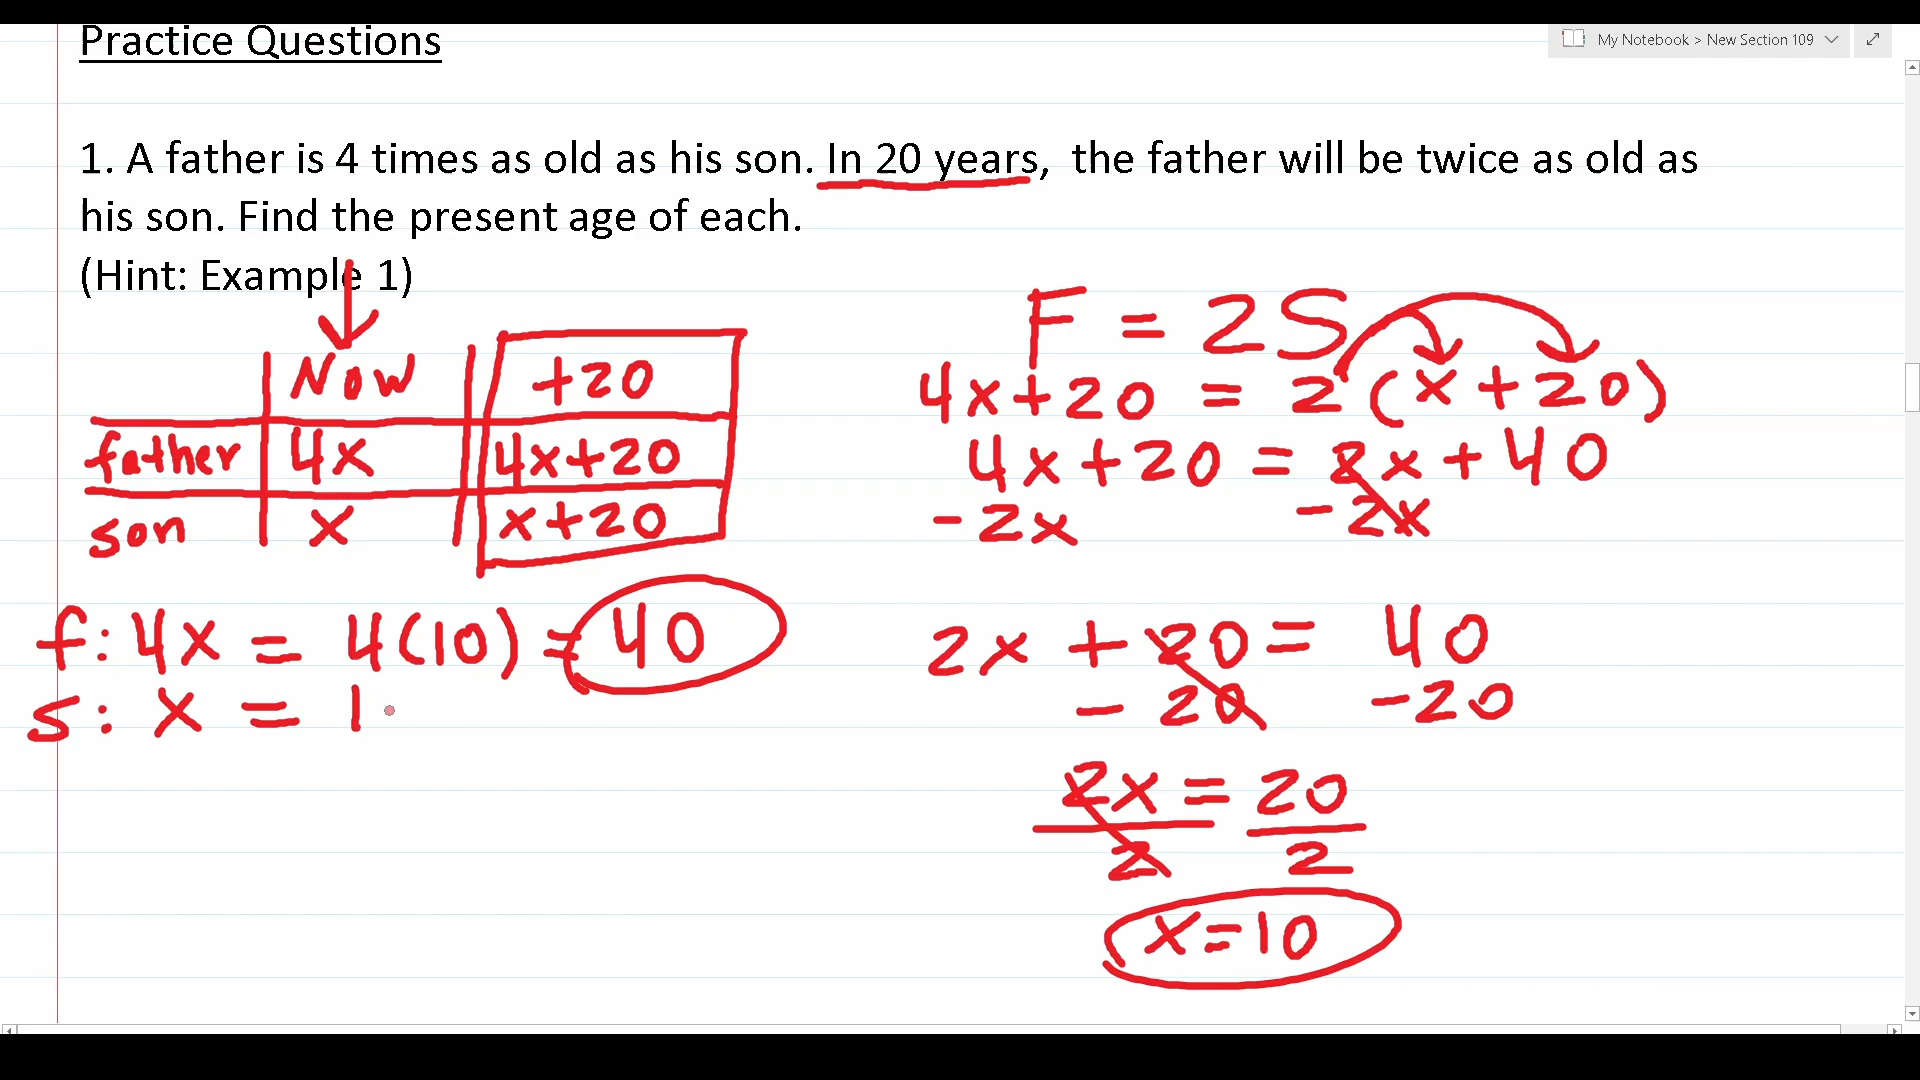 Practice Questions
My Notebook > New Section 109
1. A father is 4 times as old as his son. In 20 years, the father will be twice as old as
his son. Find the present age of each.
(Hint: Example 1)
Now +20
father 4x 4x+20
son x x+20
f: 4x = 4(10) = 40
s: x = 1
F = 2S
4x+20 = 2(x+20)
4x+20 = 2x+40
-2x -2x
2x + 20 = 40
- 20 -20
2x = 20
2 2
x=10